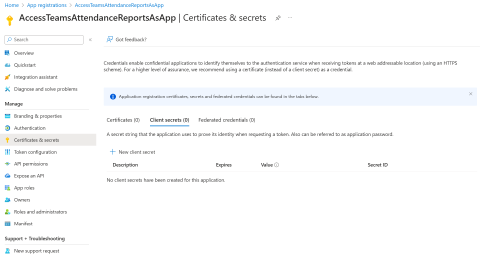 Home > App registrations > AccessTeamsAttendanceReportsAsApp
AccessTeamsAttendanceReportsAsApp | Certificates & secrets
Search
Got feedback?
Overview
Quickstart
Integration assistant
Diagnose and solve problems
Manage
Branding & properties
Authentication
Certificates & secrets
Token configuration
API permissions
Expose an API
App roles
Owners
Roles and administrators
Manifest
Support + Troubleshooting
New support request
Credentials enable confidential applications to identify themselves to the authentication service when receiving tokens at a web addressable location (using an HTTPS
scheme). For a higher level of assurance, we recommend using a certificate (instead of a client secret) as a credential.
Application registration certificates, secrets and federated credentials can be found in the tabs below.
Certificates (0) Client secrets (0) Federated credentials (0)
A secret string that the application uses to prove its identity when requesting a token. Also can be referred to as application password.
New client secret
Description Expires Value Secret ID
No client secrets have been created for this application.